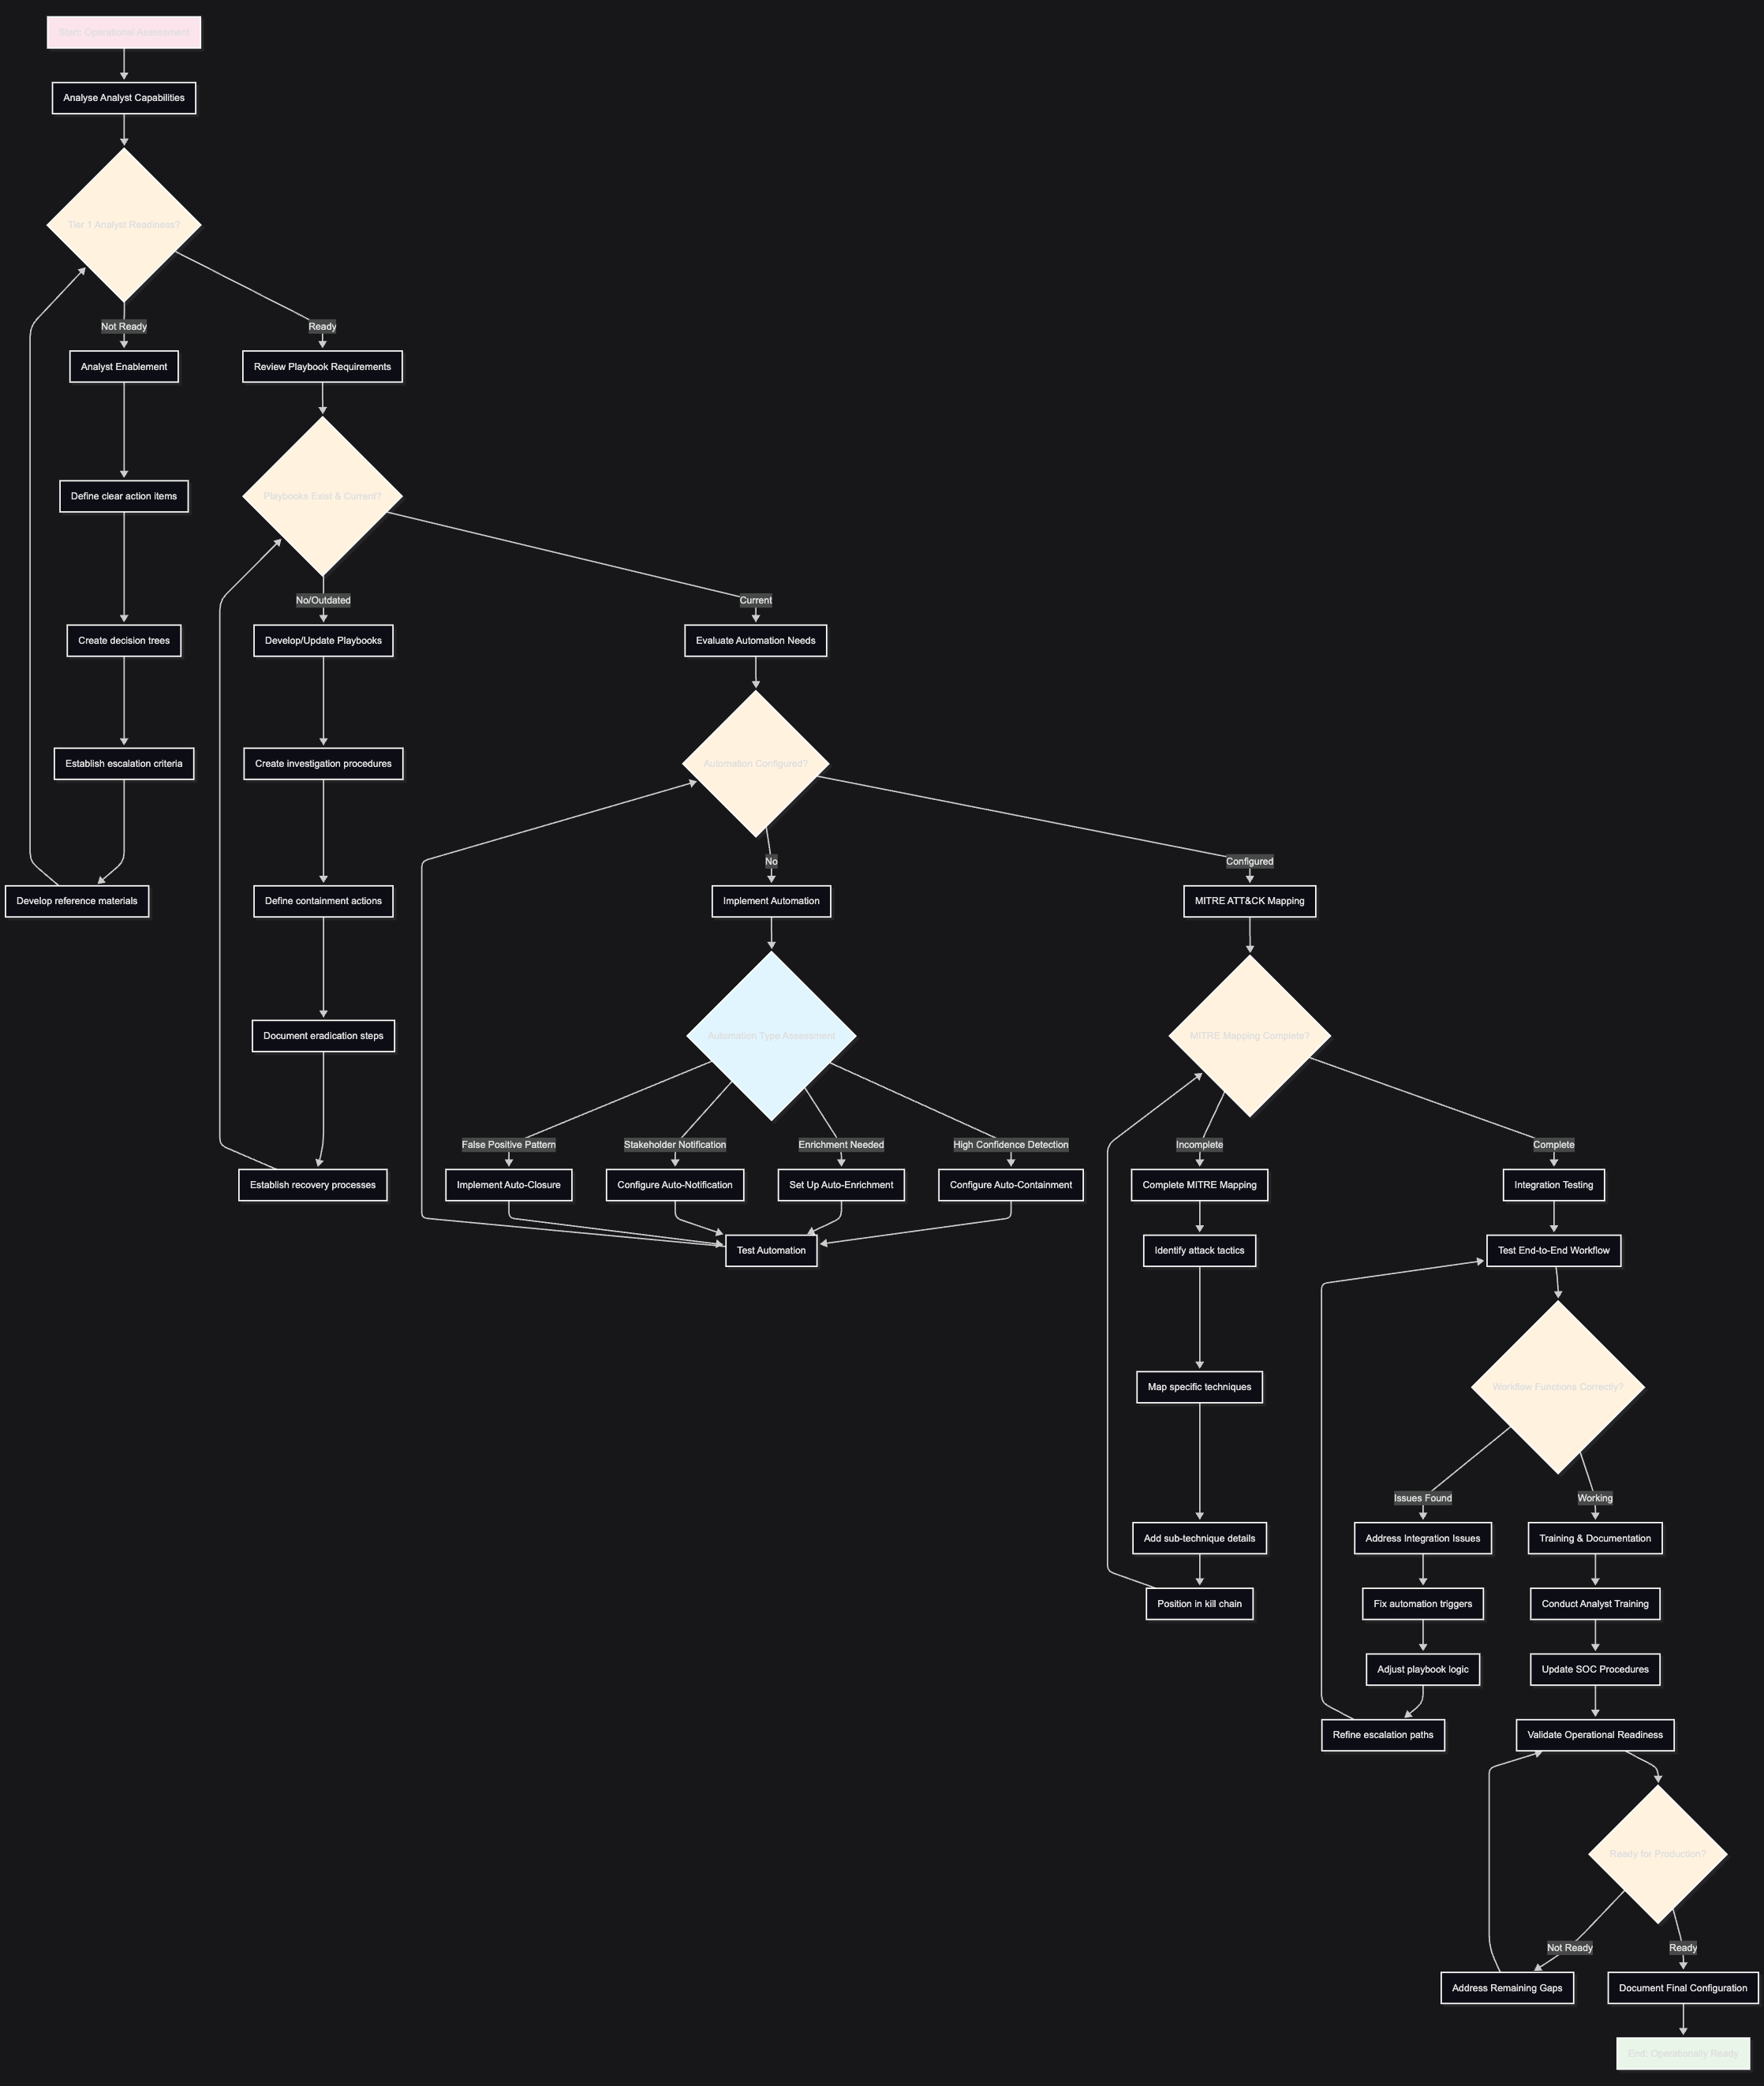 Start: Operational Assessment
Analyse Analyst Capabilities
Tier 1 Analyst Readiness?
Not Ready
Ready
Analyst Enablement
Review Playbook Requirements
Define clear action items
Playbooks Exist & Current?
No/Outdated
Current
Create decision trees
Develop/Update Playbooks
Evaluate Automation Needs
Establish escalation criteria
Create investigation procedures
Automation Configured?
No
Configured
Develop reference materials
Define containment actions
Implement Automation
MITRE ATT&CK Mapping
Document eradication steps
Automation Type Assessment
MITRE Mapping Complete?
False Positive Pattern
Stakeholder Notification
Enrichment Needed
High Confidence Detection
Incomplete
Complete
Establish recovery processes
Implement Auto-Closure
Configure Auto-Notification
Set Up Auto-Enrichment
Configure Auto-Containment
Complete MITRE Mapping
Integration Testing
Test Automation
Identify attack tactics
Test End-to-End Workflow
Map specific techniques
Workflow Functions Correctly?
Issues Found
Working
Add sub-technique details
Address Integration Issues
Training & Documentation
Position in kill chain
Fix automation triggers
Conduct Analyst Training
Adjust playbook logic
Update SOC Procedures
Refine escalation paths
Validate Operational Readiness
Ready for Production?
Not Ready
Ready
Address Remaining Gaps
Document Final Configuration
End: Operationally Ready